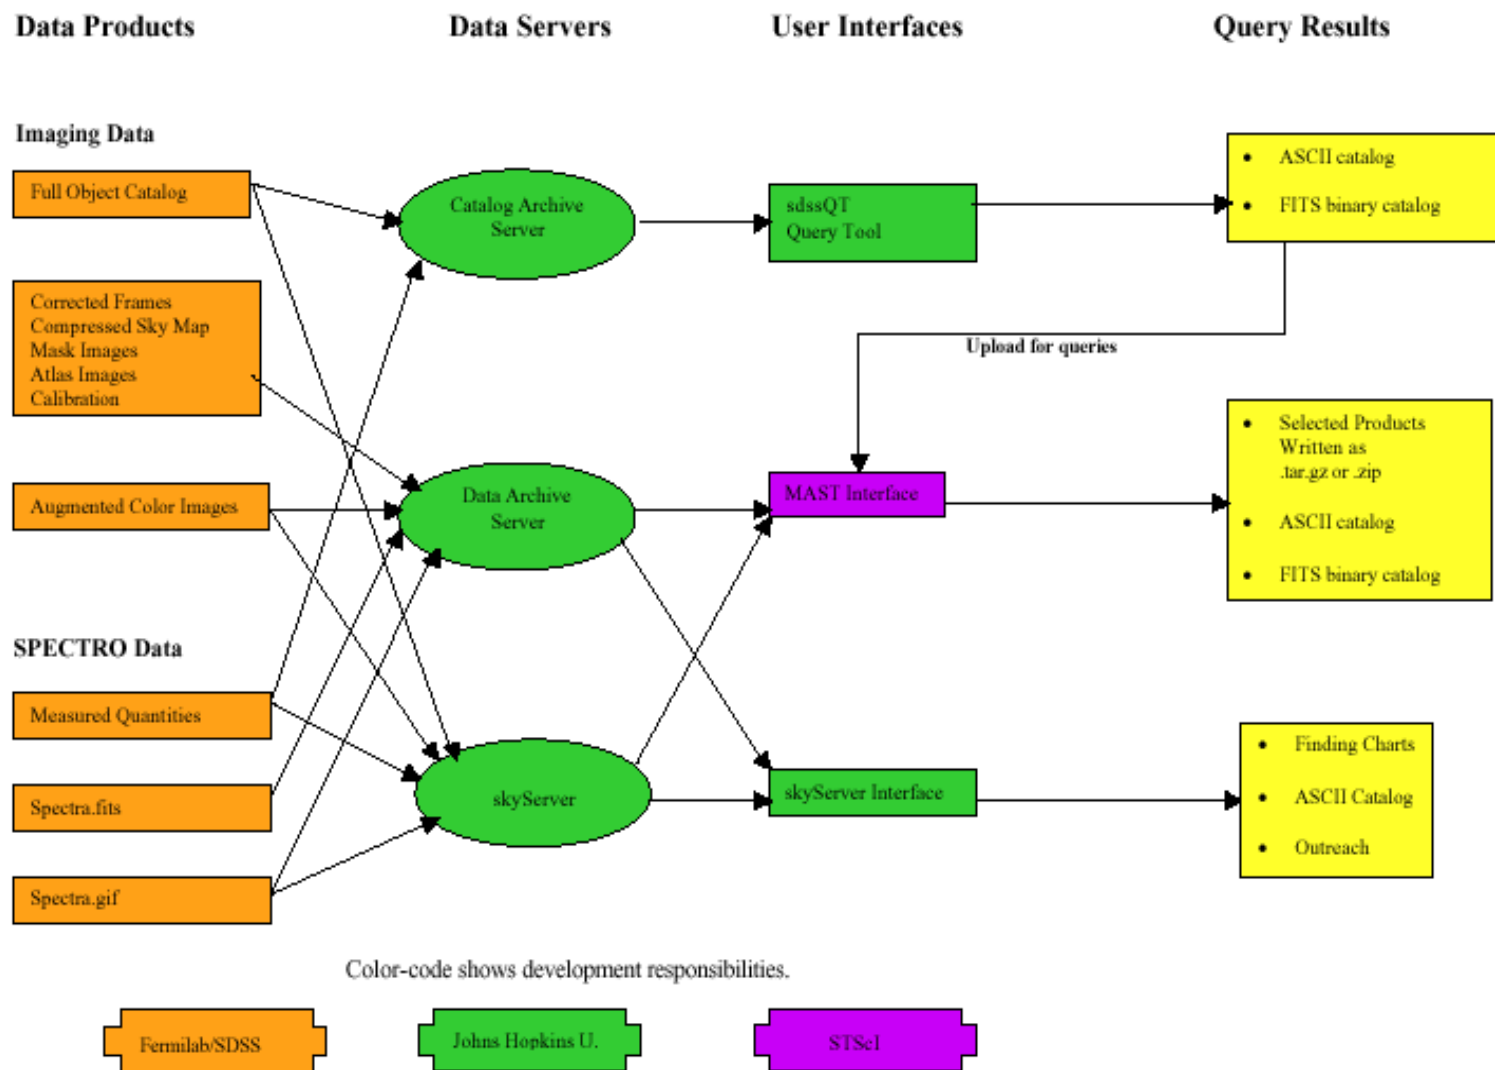 Data Products
Data Servers
User Interfaces
Query Results
Imaging Data
Full Object Catalog
Corrected Frames
Compressed Sky Map
Mask Images
Atlas Images
Calibration
Augmented Color Images
SPECTRO Data
Measured Quantities
Spectra.fits
Spectra.gif
Catalog Archive
Server
Data Archive
Server
skyServer
sdssQT
Query Tool
Upload for queries
MAST Interface
skyServer Interface
• ASCII catalog
• FITS binary catalog
• Selected Products
Written as
.tar.gz or .zip
• ASCII catalog
• FITS binary catalog
• Finding Charts
• ASCII Catalog
• Outreach
Color-code shows development responsibilities.
Fermilab/SDSS
Johns Hopkins U.
STScI